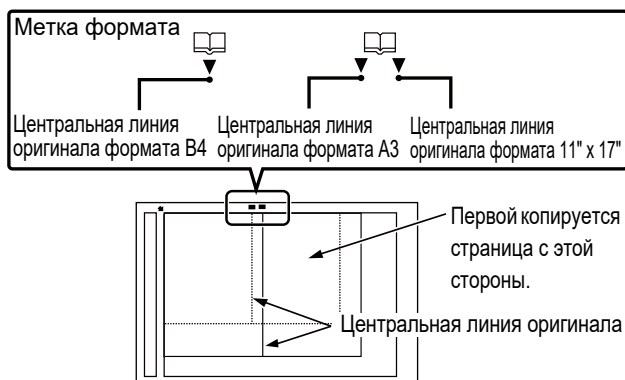 Метка формата
Центральная линия
оригинала формата B4
Центральная линия
оригинала формата A3
Центральная линия
оригинала формата 11" x 17"
Первой копируется
страница с этой
стороны.
Центральная линия оригинала